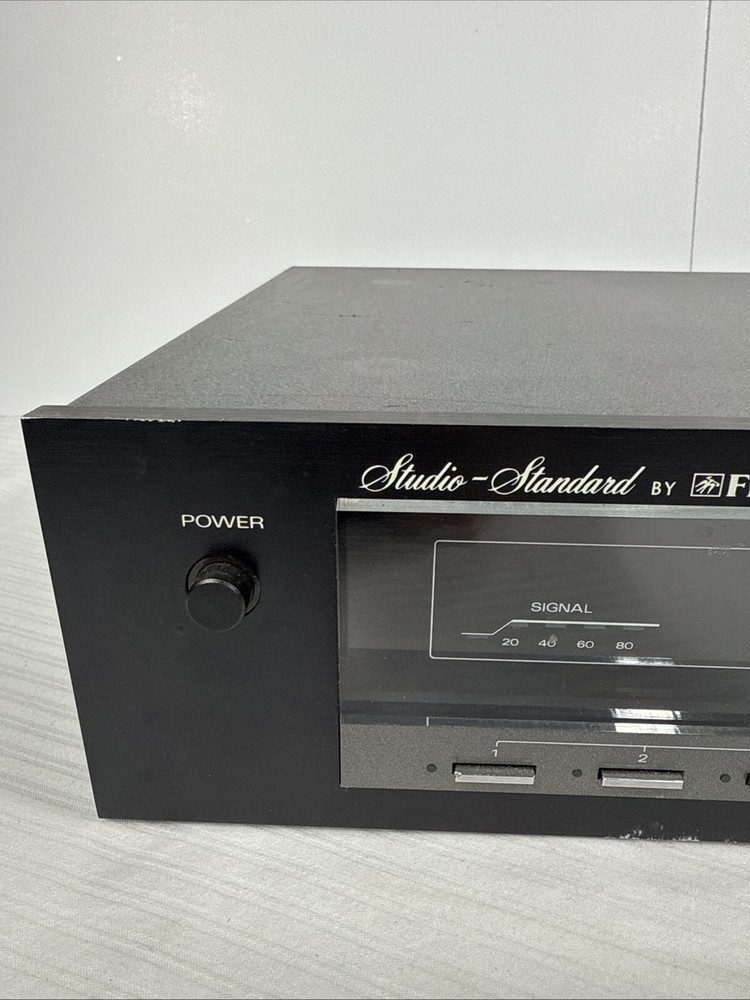 Studio-Standard BY
POWER
SIGNAL
20 40 60 80
1 2